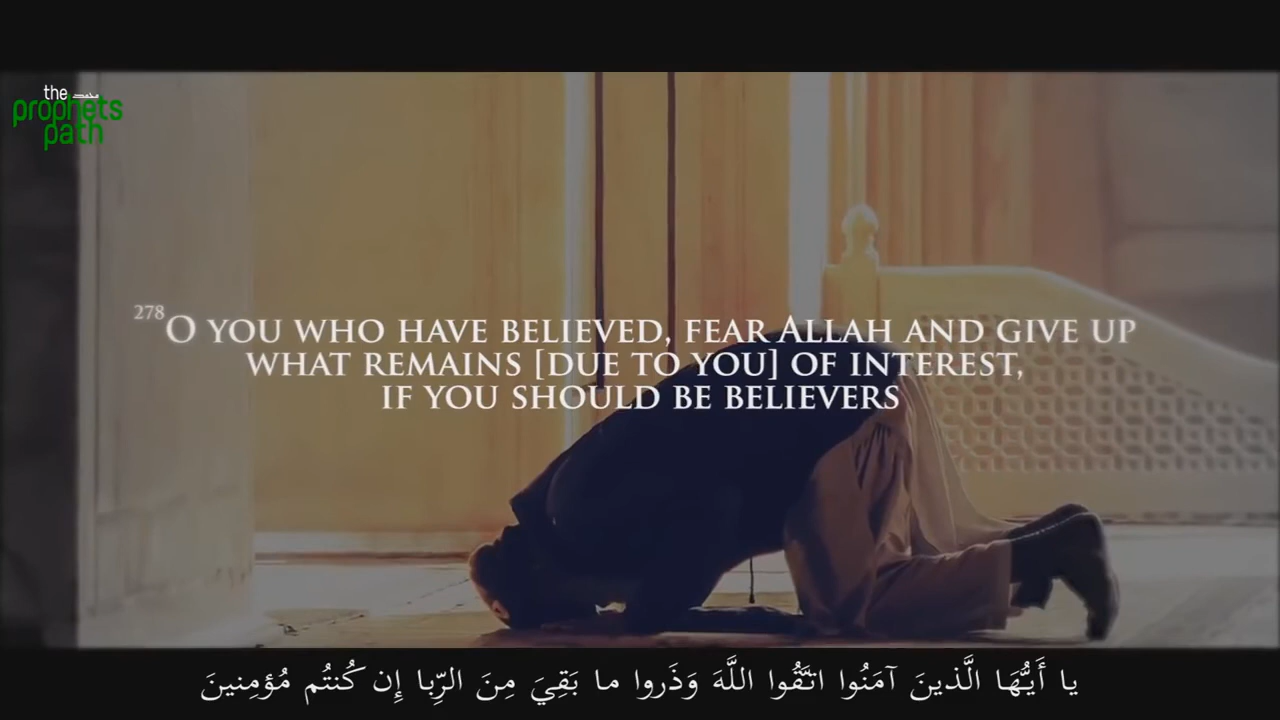 the محمد
prophets
path
278 O YOU WHO HAVE BELIEVED, FEAR ALLAH AND GIVE UP
WHAT REMAINS [DUE TO YOU] OF INTEREST,
IF YOU SHOULD BE BELIEVERS
يا أَيُّهَا الَّذينَ آمَنُوا اتَّقُوا اللَّهَ وَذَروا ما بَقِيَ مِنَ الرِّبا إِن كُنتُم مُؤمِنينَ